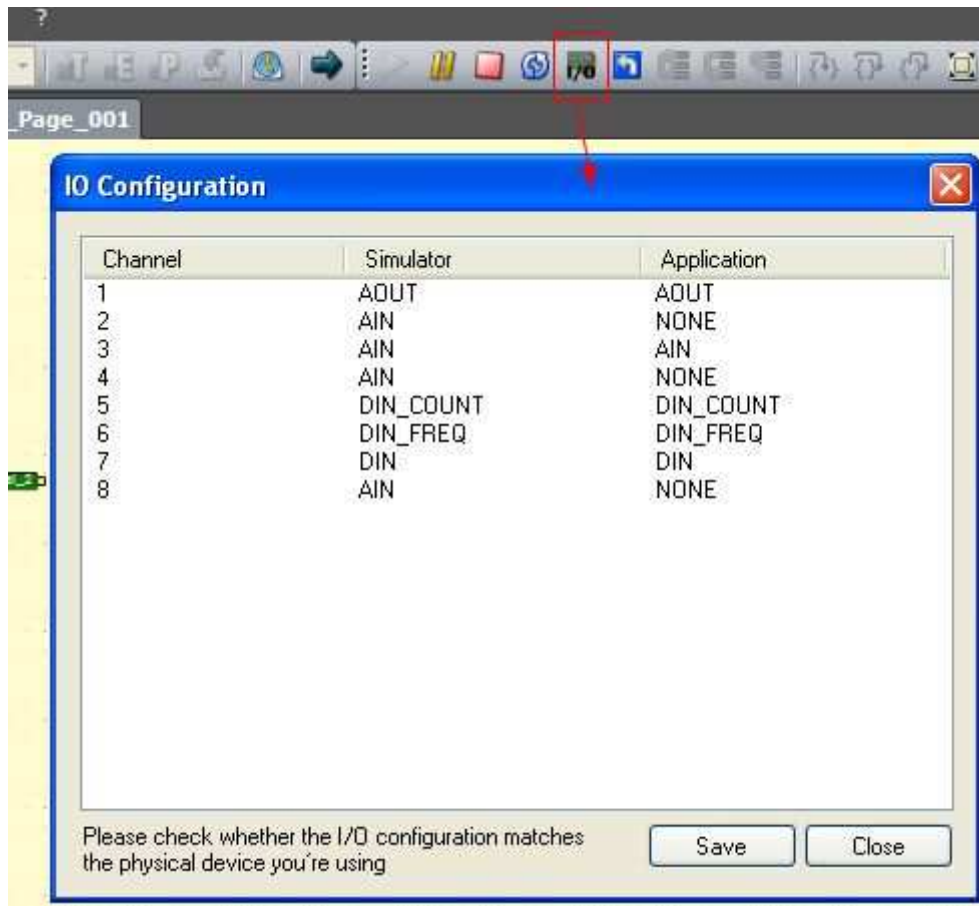 ?
I/O
_Page_001
IO Configuration
Channel Simulator Application
1 AOUT AOUT
2 AIN NONE
3 AIN AIN
4 AIN NONE
5 DIN_COUNT DIN_COUNT
6 DIN_FREQ DIN_FREQ
7 DIN DIN
8 AIN NONE
Please check whether the I/O configuration matches
the physical device you're using
Save Close